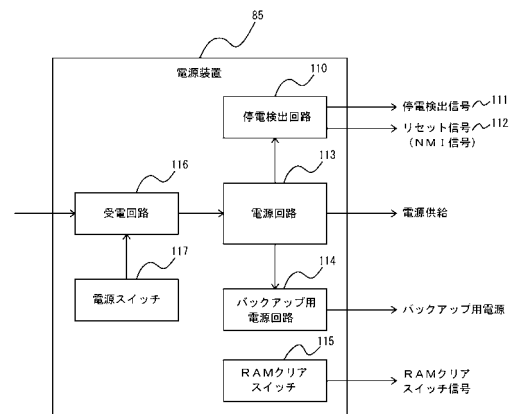 85
電源装置
110
停電検出回路
停電検出信号 111
リセット信号 112
(NMI信号)
113
116
受電回路
電源回路
電源供給
117
電源スイッチ
114
バックアップ用
電源回路
バックアップ用電源
115
RAMクリア
スイッチ
RAMクリア
スイッチ信号